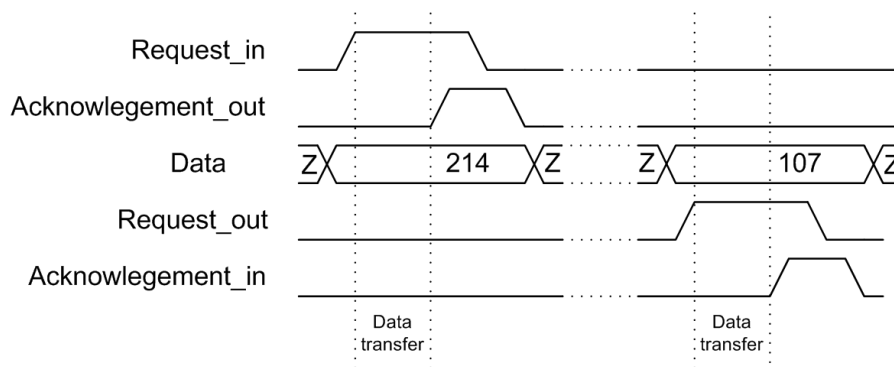 Request_in
Acknowlegement_out
Data Z 214 Z Z 107 Z
Request_out
Acknowlegement_in
Data Data
transfer transfer